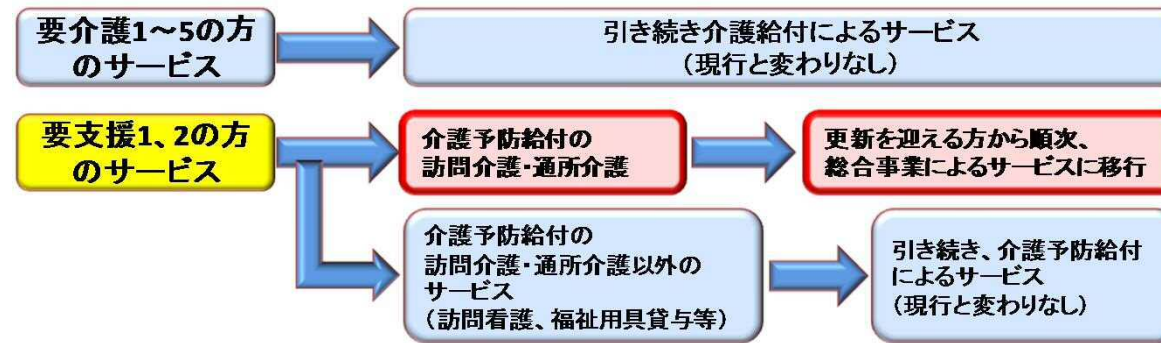 要介護1～5の方
のサービス
引き続き介護給付によるサービス
（現行と変わりなし）
要支援1、2の方
のサービス
介護予防給付の
訪問介護・通所介護
更新を迎える方から順次、
総合事業によるサービスに移行
介護予防給付の
訪問介護・通所介護以外の
サービス
（訪問看護、福祉用具貸与等）
引き続き、介護予防給付
によるサービス
（現行と変わりなし）